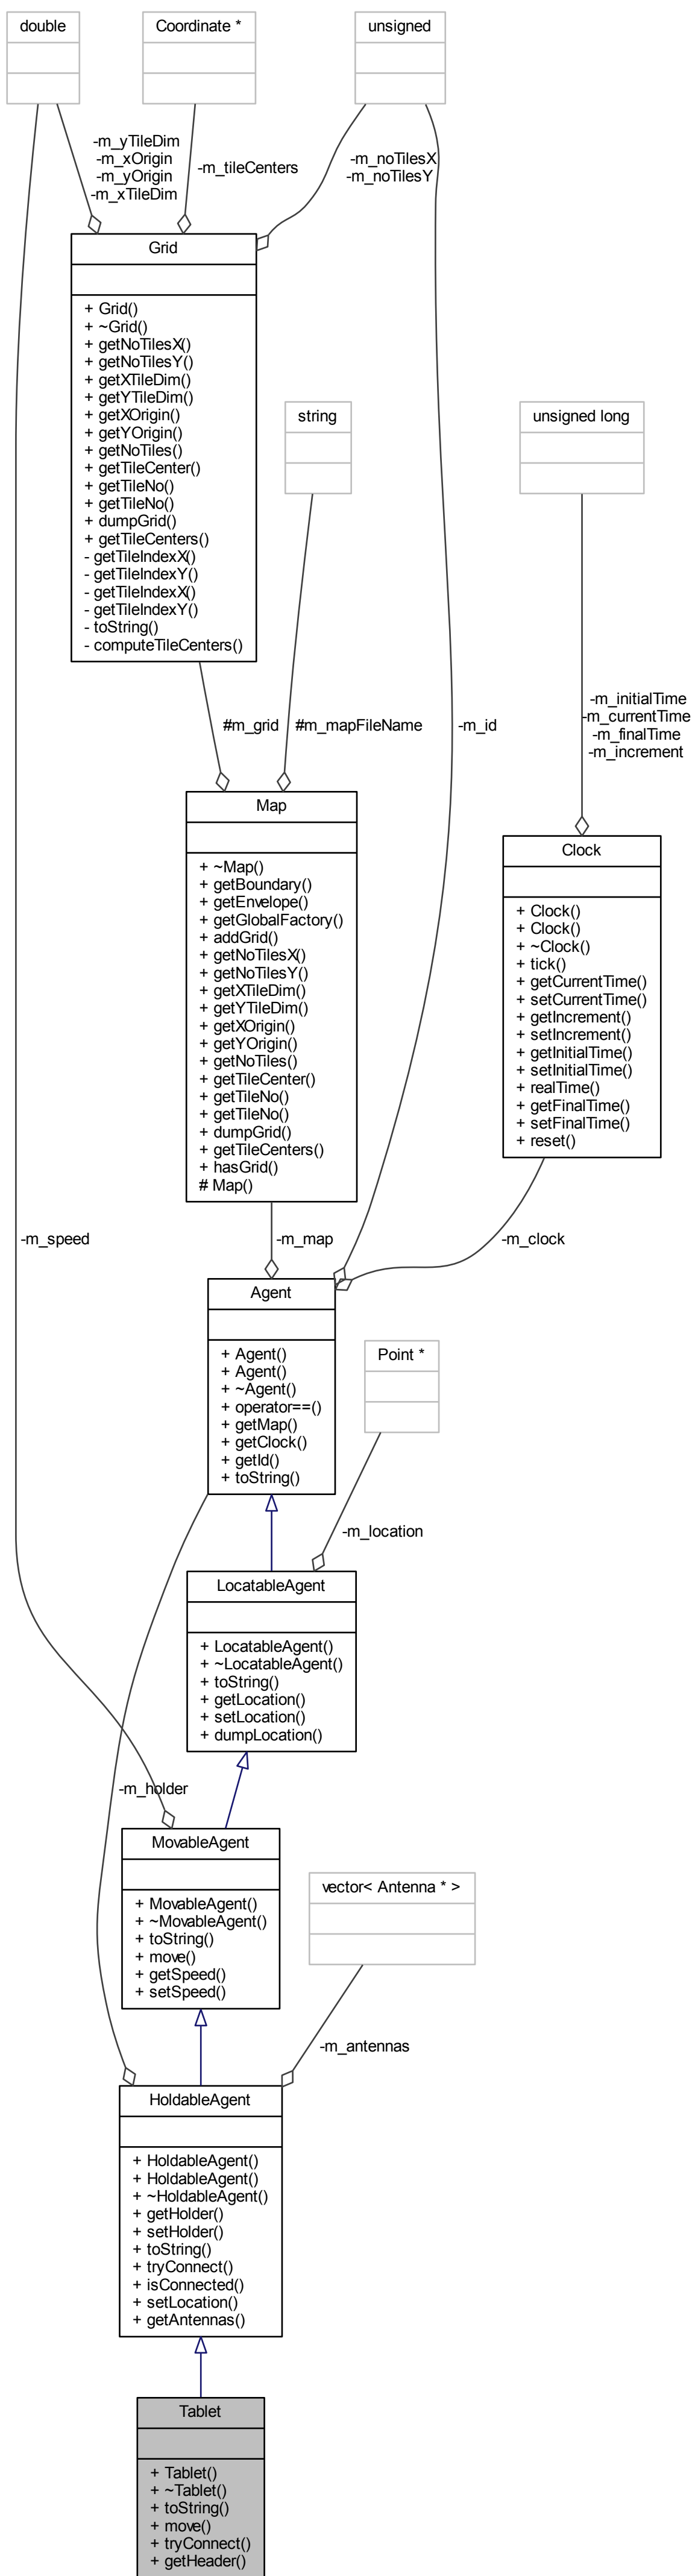 double
Coordinate *
unsigned
-m_yTileDim
-m_xOrigin
-m_yOrigin
-m_xTileDim
-m_tileCenters
-m_noTilesX
-m_noTilesY
Grid
+ Grid()
+ ~Grid()
+ getNoTilesX()
+ getNoTilesY()
+ getXTileDim()
+ getYTileDim()
+ getXOrigin()
+ getYOrigin()
+ getNoTiles()
+ getTileCenter()
+ getTileNo()
+ getTileNo()
+ dumpGrid()
+ getTileCenters()
- getTileIndexX()
- getTileIndexY()
- getTileIndexX()
- getTileIndexY()
- toString()
- computeTileCenters()
string
unsigned long
#m_grid
#m_mapFileName
-m_id
-m_initialTime
-m_currentTime
-m_finalTime
-m_increment
Map
+ ~Map()
+ getBoundary()
+ getEnvelope()
+ getGlobalFactory()
+ addGrid()
+ getNoTilesX()
+ getNoTilesY()
+ getXTileDim()
+ getYTileDim()
+ getXOrigin()
+ getYOrigin()
+ getNoTiles()
+ getTileCenter()
+ getTileNo()
+ getTileNo()
+ dumpGrid()
+ getTileCenters()
+ hasGrid()
# Map()
Clock
+ Clock()
+ Clock()
+ ~Clock()
+ tick()
+ getCurrentTime()
+ setCurrentTime()
+ getIncrement()
+ setIncrement()
+ getInitialTime()
+ setInitialTime()
+ realTime()
+ getFinalTime()
+ setFinalTime()
+ reset()
-m_speed
-m_map
-m_clock
Agent
+ Agent()
+ Agent()
+ ~Agent()
+ operator==()
+ getMap()
+ getClock()
+ getId()
+ toString()
Point *
-m_location
LocatableAgent
+ LocatableAgent()
+ ~LocatableAgent()
+ toString()
+ getLocation()
+ setLocation()
+ dumpLocation()
-m_holder
MovableAgent
+ MovableAgent()
+ ~MovableAgent()
+ toString()
+ move()
+ getSpeed()
+ setSpeed()
vector< Antenna * >
-m_antennas
HoldableAgent
+ HoldableAgent()
+ HoldableAgent()
+ ~HoldableAgent()
+ getHolder()
+ setHolder()
+ toString()
+ tryConnect()
+ isConnected()
+ setLocation()
+ getAntennas()
Tablet
+ Tablet()
+ ~Tablet()
+ toString()
+ move()
+ tryConnect()
+ getHeader()